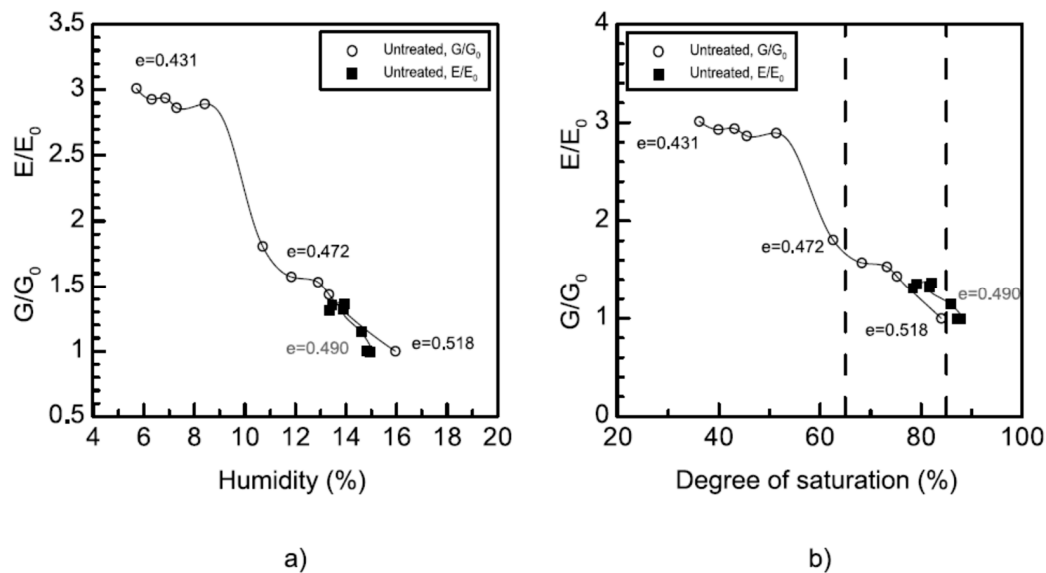 3.5
3
2.5
2
1.5
1
0.5
E/E0
G/G0
4 6 8 10 12 14 16 18 20
Humidity (%)
Untreated, G/G0
Untreated, E/E0
e=0.431
e=0.472
e=0.490
e=0.518
a)
4
3
2
1
0
E/E0
G/G0
20 40 60 80 100
Degree of saturation (%)
Untreated, G/G0
Untreated, E/E0
e=0.431
e=0.472
e=0.490
e=0.518
b)